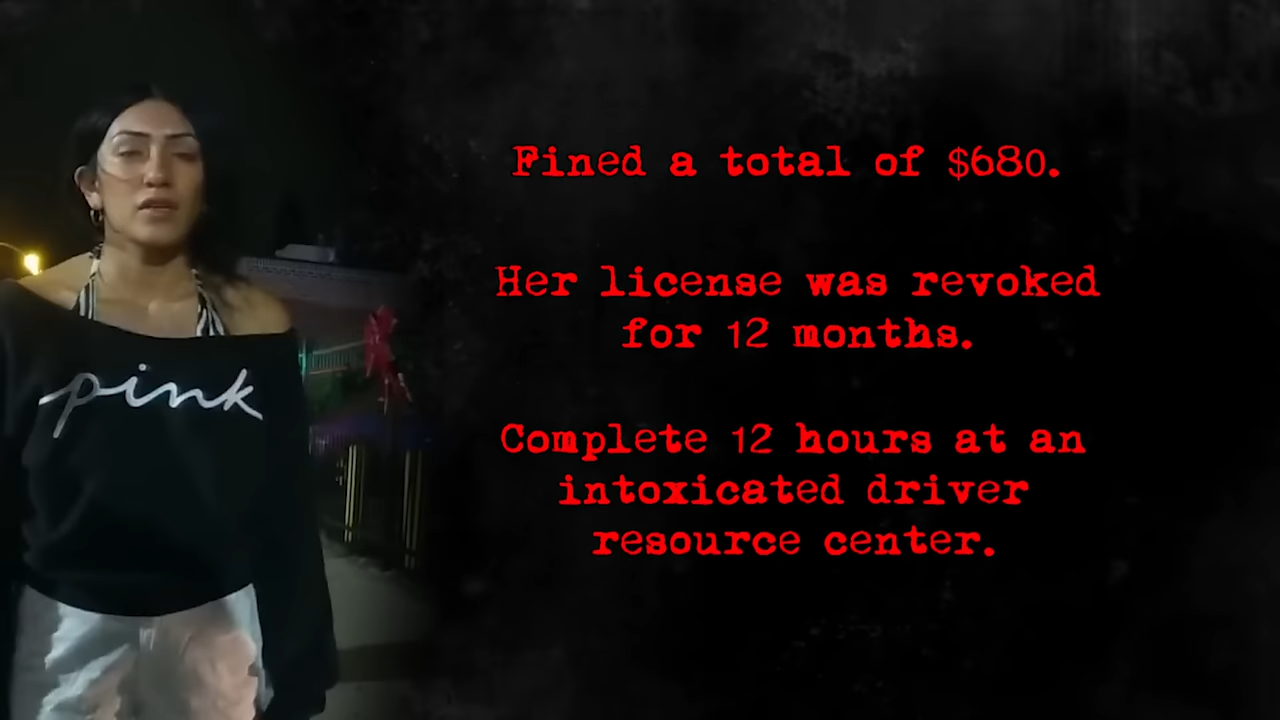 pink
Fined a total of $680.
Her license was revoked
for 12 months.
Complete 12 hours at an
intoxicated driver
resource center.